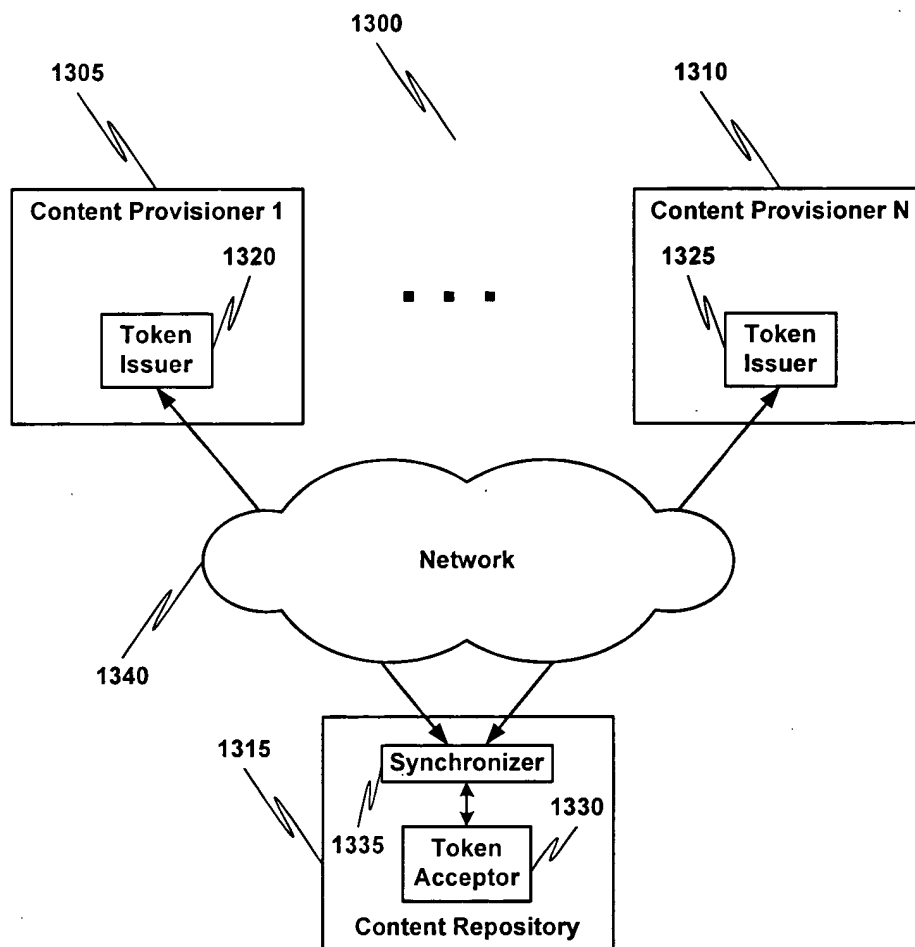 1300
1305
1310
Content Provisioner 1
Content Provisioner N
1320
1325
Token
Issuer
Token
Issuer
Network
1340
1315
Synchronizer
1335
1330
Token
Acceptor
Content Repository